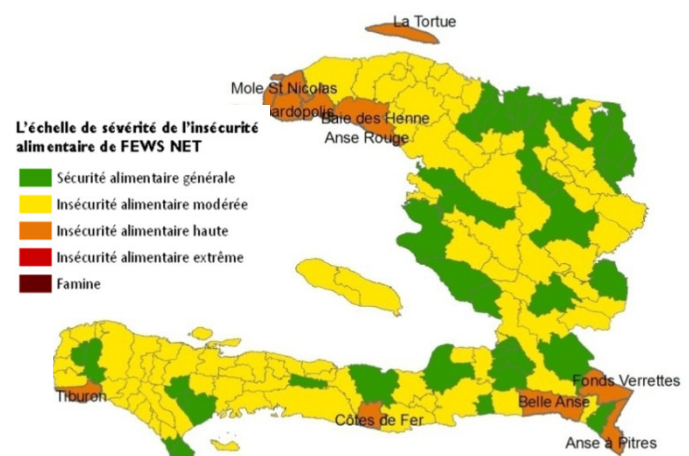 La Tortue
Mole St Nicolas
Baie des Henne
Anse Rouge
L'échelle de sévérité de l'insécurité
alimentaire de FEWS NET
Sécurité alimentaire générale
Insécurité alimentaire modérée
Insécurité alimentaire haute
Insécurité alimentaire extrême
Famine
Tiburon
Côtes de Fer
Fonds Verrettes
Belle Anse
Anse à Pitres